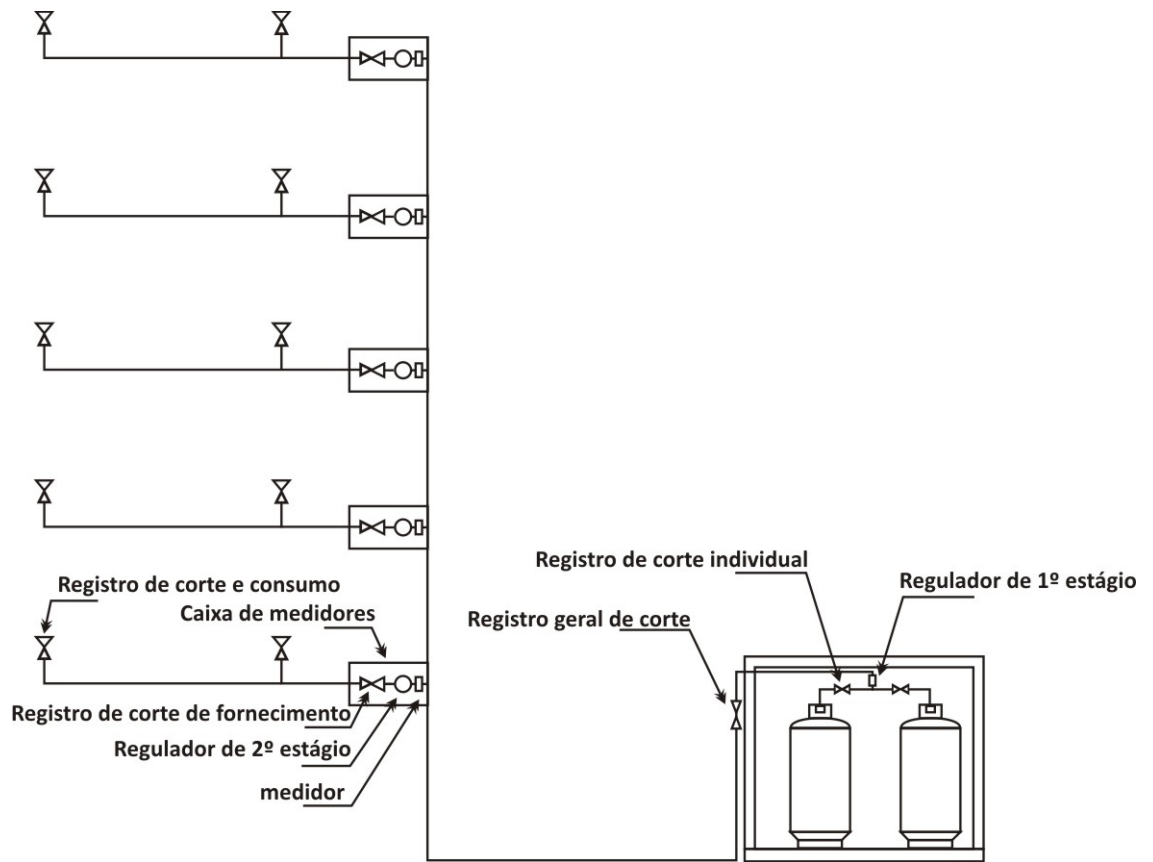 Registro de corte individual
Regulador de 1º estágio
Registro de corte e consumo
Caixa de medidores
Registro geral de corte
Registro de corte de fornecimento
Regulador de 2º estágio
medidor